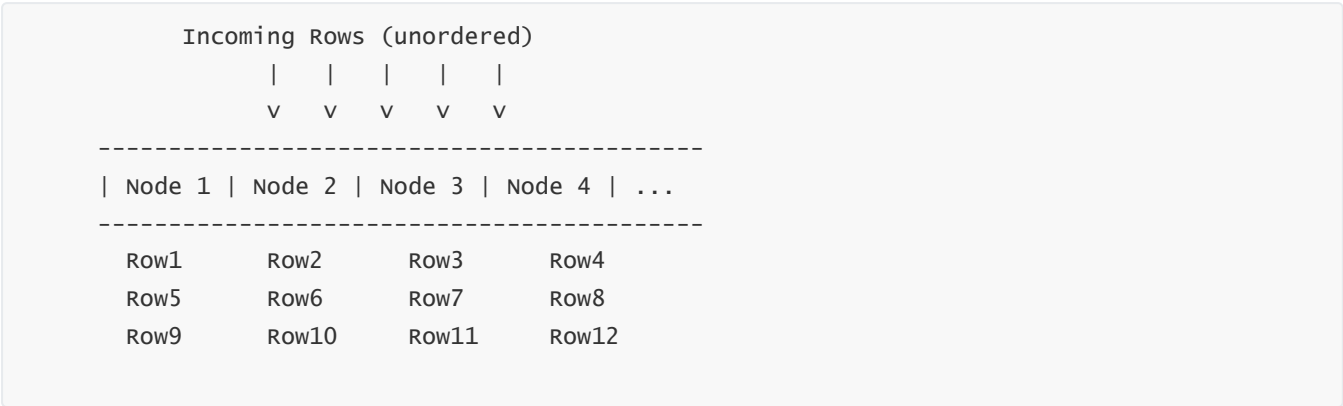 Incoming Rows (unordered)
| | | | |
v v v v v
-------------------------------------------
| Node 1 | Node 2 | Node 3 | Node 4 | ...
-------------------------------------------
Row1 Row2 Row3 Row4
Row5 Row6 Row7 Row8
Row9 Row10 Row11 Row12